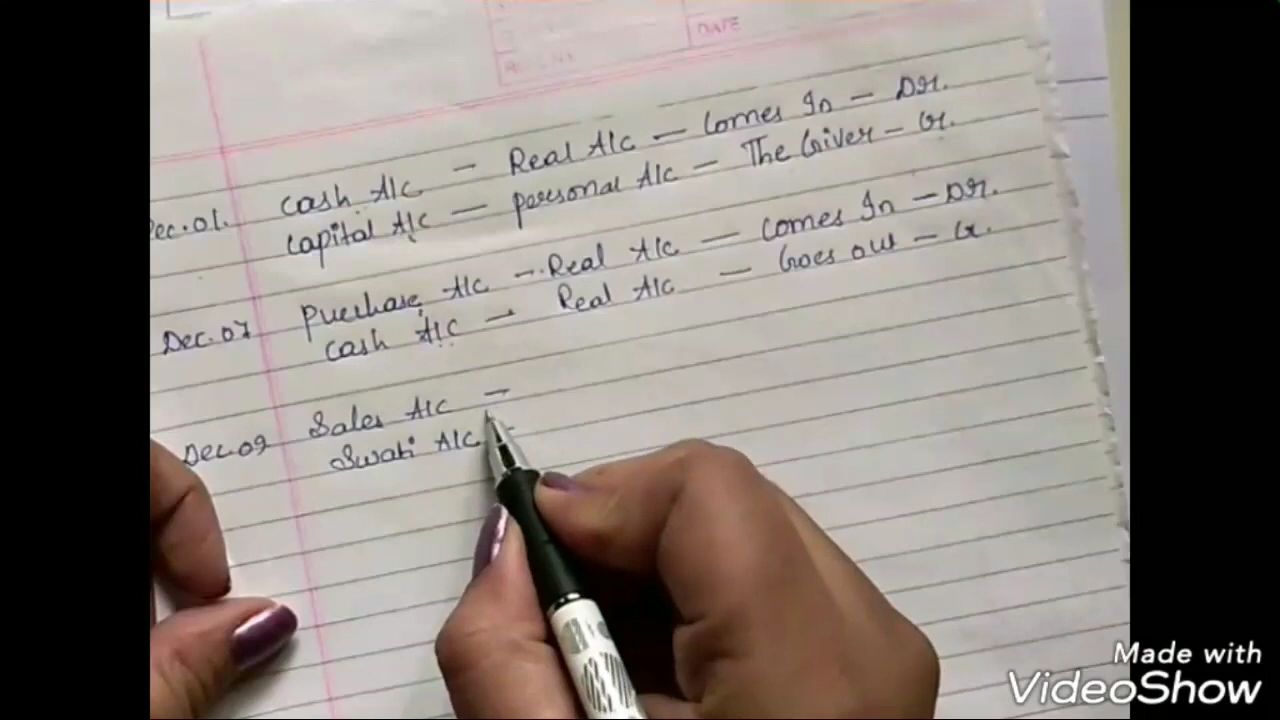 DATE
Dec.01. Cash A/c – Real A/c – Comes In – Dr.
Capital A/c – personal A/c – The Giver – Cr.
Dec.07 Purchase A/c – Real A/c – Comes In – Dr.
Cash A/c – Real A/c – Goes out – Cr.
Dec.09 Sales A/c –
Swati A/c –
Made with
VideoShow